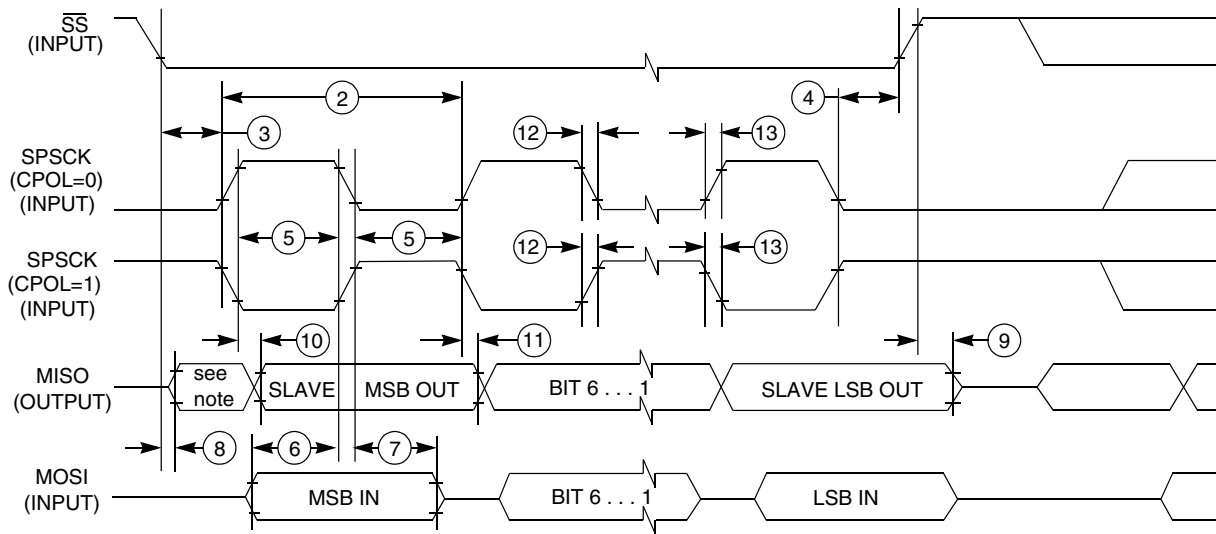 SS
(INPUT)
2
4
3
12
13
SPSCK
(CPOL=0)
(INPUT)
5
5
12
13
SPSCK
(CPOL=1)
(INPUT)
10
11
9
MISO
(OUTPUT)
see
note
SLAVE
MSB OUT
BIT 6 . . . 1
SLAVE LSB OUT
8
6
7
MOSI
(INPUT)
MSB IN
BIT 6 . . . 1
LSB IN